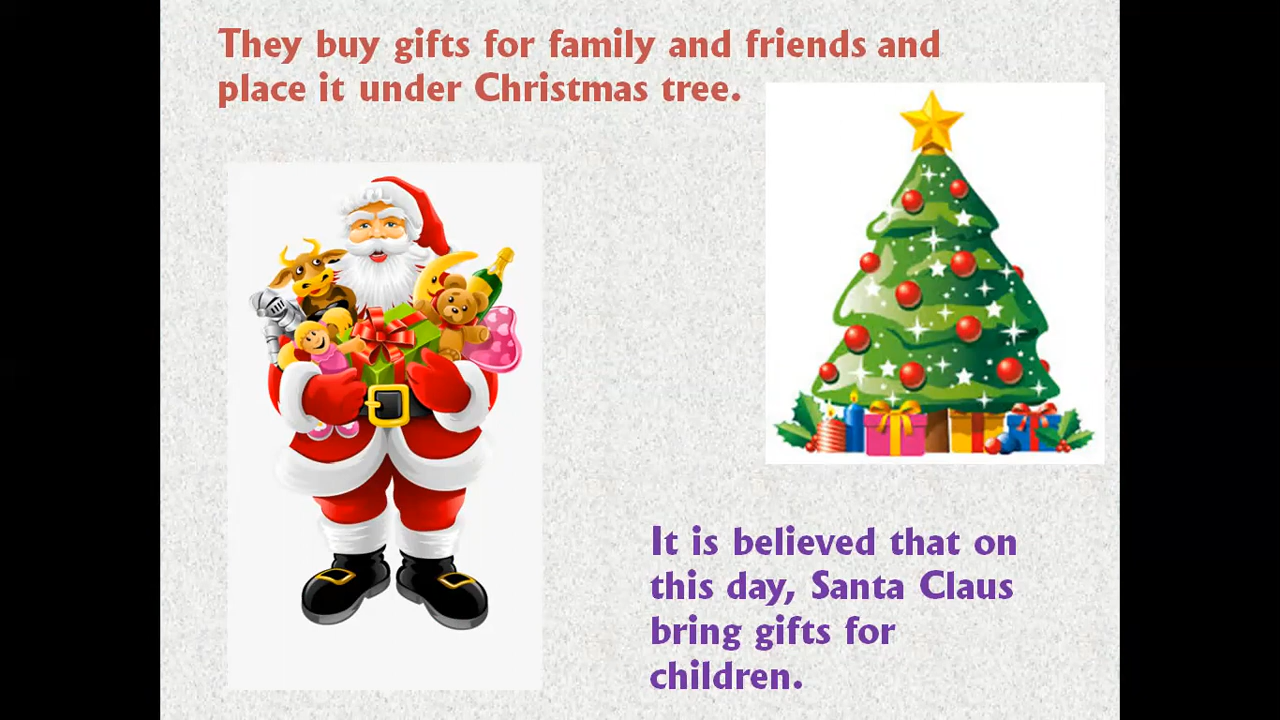 They buy gifts for family and friends and
place it under Christmas tree.
It is believed that on
this day, Santa Claus
bring gifts for
children.